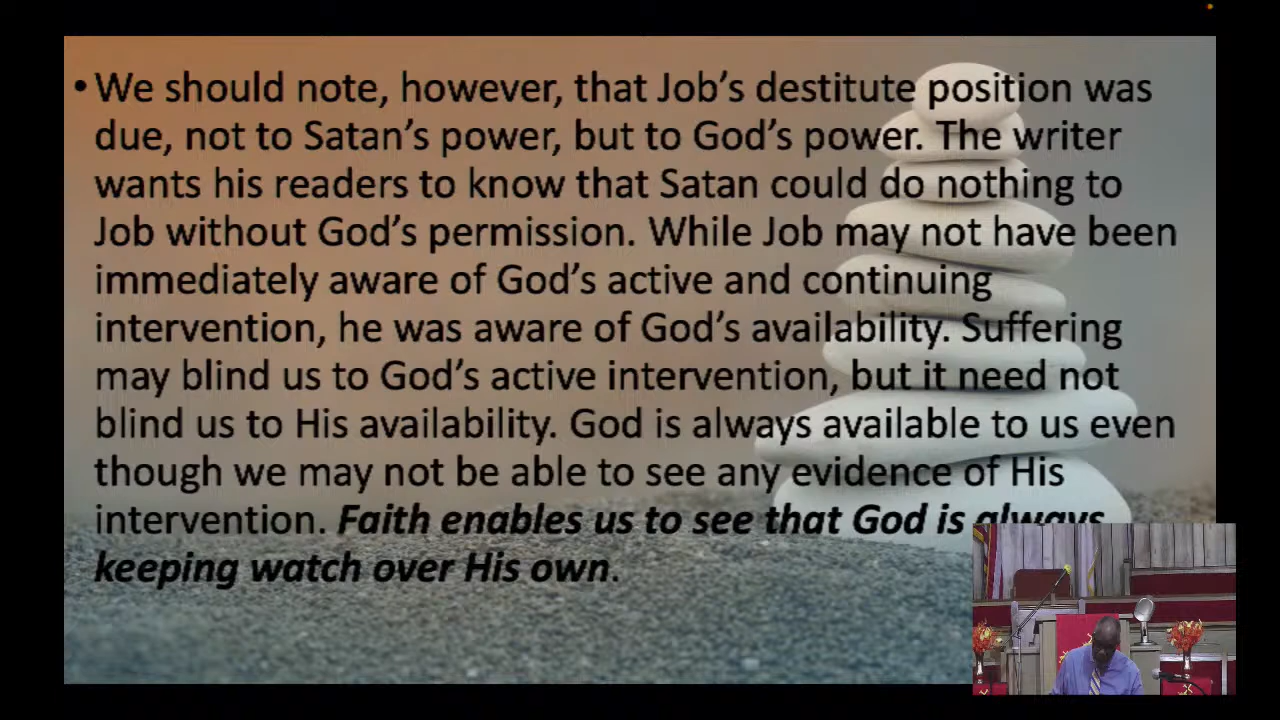 • We should note, however, that Job’s destitute position was
due, not to Satan’s power, but to God’s power. The writer
wants his readers to know that Satan could do nothing to
Job without God’s permission. While Job may not have been
immediately aware of God’s active and continuing
intervention, he was aware of God’s availability. Suffering
may blind us to God’s active intervention, but it need not
blind us to His availability. God is always available to us even
though we may not be able to see any evidence of His
intervention. Faith enables us to see that God is always
keeping watch over His own.